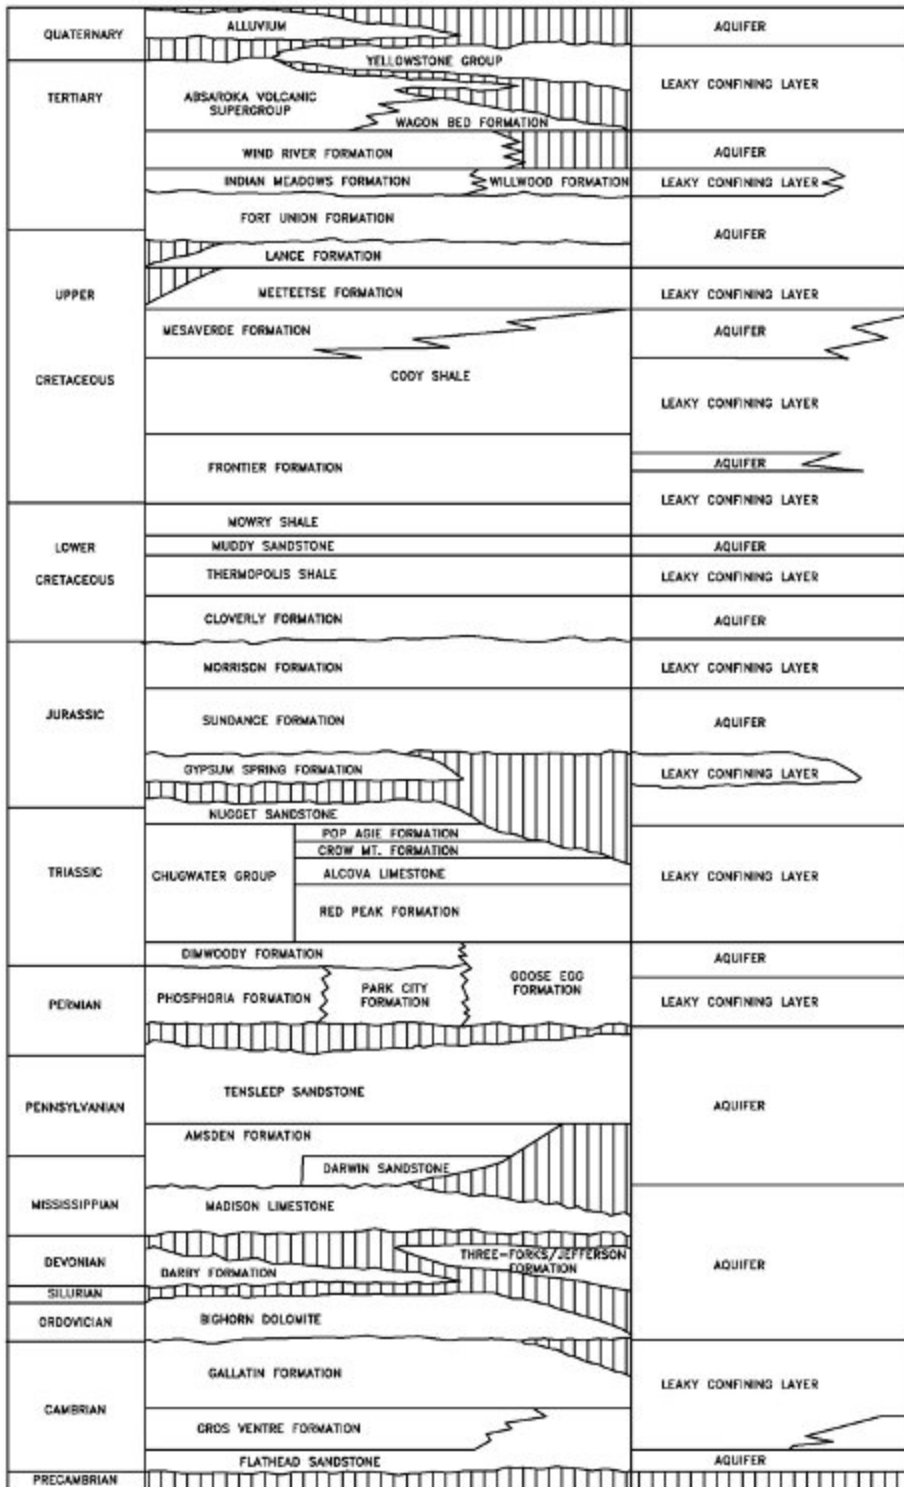 QUATERNARY
TERTIARY
UPPER
CRETACEOUS
LOWER
CRETACEOUS
JURASSIC
TRIASSIC
PERMIAN
PENNSYLVANIAN
MISSISSIPPIAN
DEVONIAN
SILURIAN
ORDOVICIAN
CAMBRIAN
PRECAMBRIAN
ALLUVIUM
YELLOWSTONE GROUP
ABSAROKA VOLCANIC
SUPERGROUP
WAGON BED FORMATION
WIND RIVER FORMATION
INDIAN MEADOWS FORMATION
WILLWOOD FORMATION
FORT UNION FORMATION
LANCE FORMATION
MEETEETSE FORMATION
MESAVERDE FORMATION
CODY SHALE
FRONTIER FORMATION
MOWRY SHALE
MUDDY SANDSTONE
THERMOPOLIS SHALE
CLOVERLY FORMATION
MORRISON FORMATION
SUNDANCE FORMATION
GYPSUM SPRING FORMATION
NUGGET SANDSTONE
CHUGWATER GROUP
POP AGIE FORMATION
CROW MT. FORMATION
ALCOVA LIMESTONE
RED PEAK FORMATION
DIMWOODY FORMATION
PHOSPHORIA FORMATION
PARK CITY
FORMATION
GOOSE EGG
FORMATION
TENSLEEP SANDSTONE
AMSDEN FORMATION
DARWIN SANDSTONE
MADISON LIMESTONE
THREE-FORKS/JEFFERSON
FORMATION
DARBY FORMATION
BIGHORN DOLOMITE
GALLATIN FORMATION
GROS VENTRE FORMATION
FLATHEAD SANDSTONE
AQUIFER
LEAKY CONFINING LAYER
AQUIFER
LEAKY CONFINING LAYER
AQUIFER
LEAKY CONFINING LAYER
AQUIFER
LEAKY CONFINING LAYER
AQUIFER
LEAKY CONFINING LAYER
AQUIFER
LEAKY CONFINING LAYER
AQUIFER
LEAKY CONFINING LAYER
AQUIFER
LEAKY CONFINING LAYER
LEAKY CONFINING LAYER
AQUIFER
LEAKY CONFINING LAYER
AQUIFER
AQUIFER
LEAKY CONFINING LAYER
AQUIFER